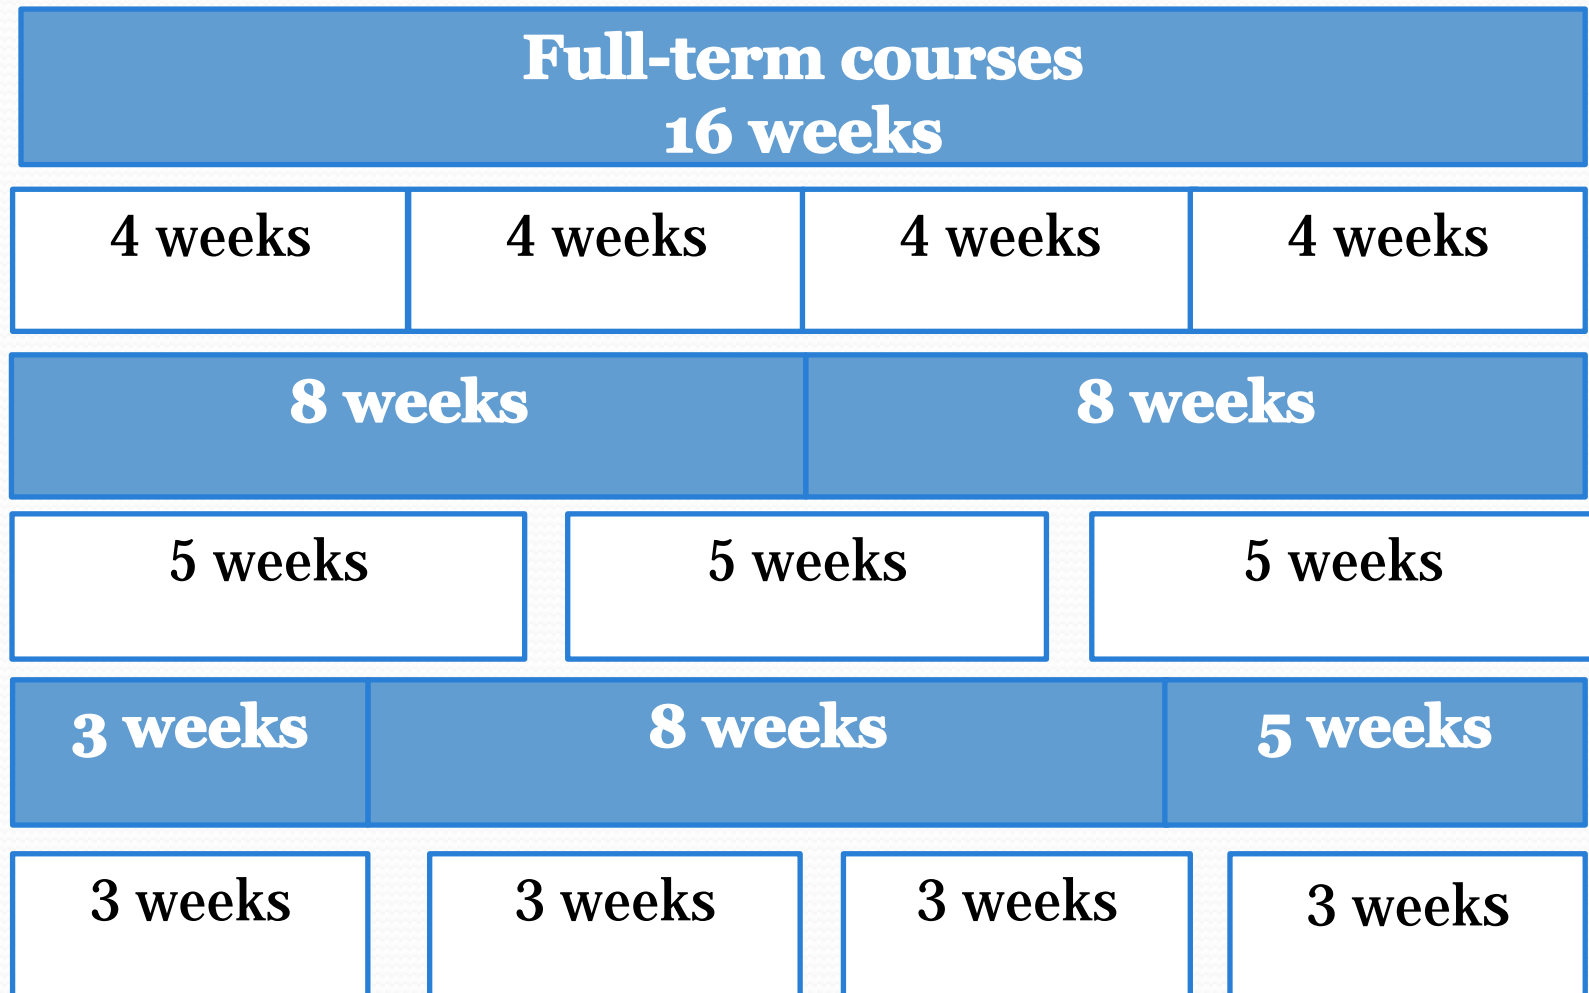 Full-term courses
16 weeks
4 weeks 4 weeks 4 weeks 4 weeks
8 weeks 8 weeks
5 weeks 5 weeks 5 weeks
3 weeks 8 weeks 5 weeks
3 weeks 3 weeks 3 weeks 3 weeks